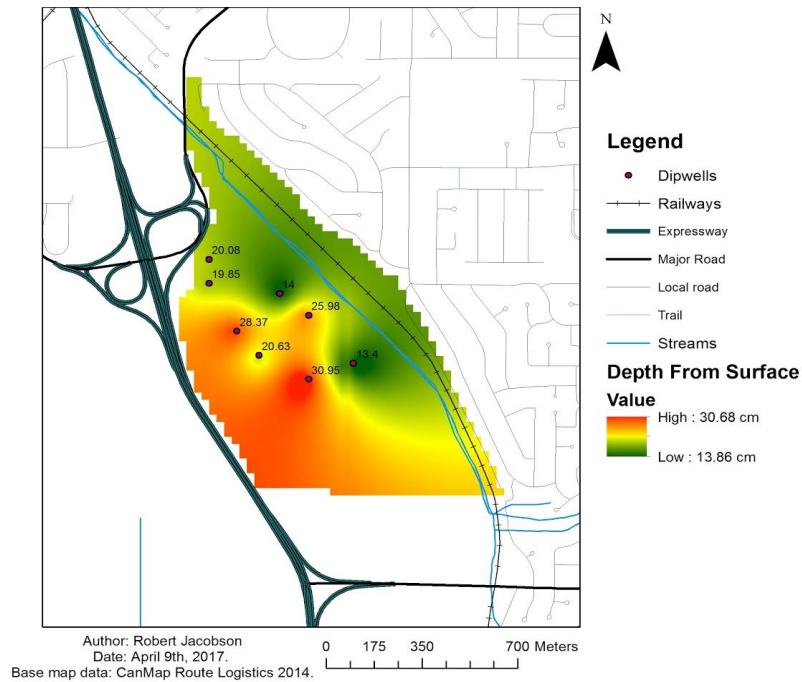 N
Legend
Dipwells
Railways
Expressway
Major Road
Local road
Trail
Streams
Depth From Surface
Value
High : 30.68 cm
Low : 13.86 cm
20.08
19.85
14
25.98
28.37
20.63
13.4
30.95
Author: Robert Jacobson
Date: April 9th, 2017.
Base map data: CanMap Route Logistics 2014.
0 175 350 700 Meters